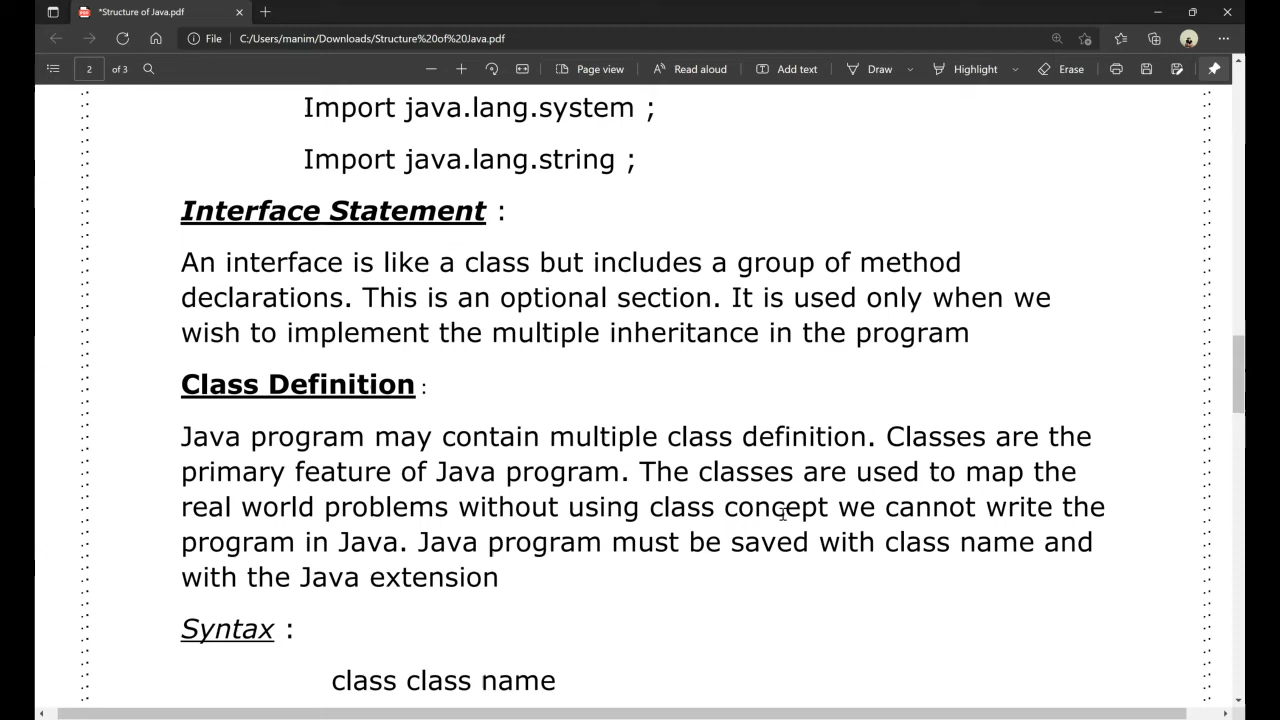 *Structure of Java.pdf
File C:/Users/manim/Downloads/Structure%20of%20Java.pdf
2 of 3 Page view Read aloud Add text Draw Highlight Erase
Import java.lang.system ;
Import java.lang.string ;
Interface Statement :
An interface is like a class but includes a group of method
declarations. This is an optional section. It is used only when we
wish to implement the multiple inheritance in the program
Class Definition :
Java program may contain multiple class definition. Classes are the
primary feature of Java program. The classes are used to map the
real world problems without using class concept we cannot write the
program in Java. Java program must be saved with class name and
with the Java extension
Syntax :
class class name